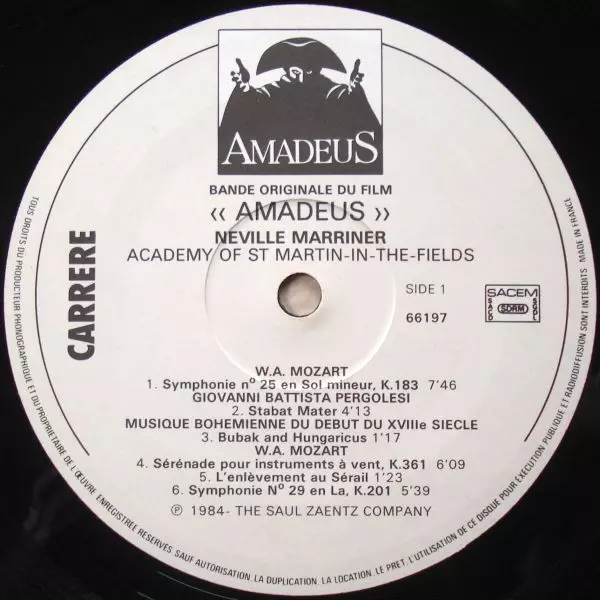 AMADEUS
BANDE ORIGINALE DU FILM
‹‹ AMADEUS ››
NEVILLE MARRINER
ACADEMY OF ST MARTIN-IN-THE-FIELDS
CARRERE
SIDE 1
66197
SACEM
SACD
SDRM
SGDL
W.A. MOZART
1. Symphonie nº 25 en Sol mineur, K.183 7'46
GIOVANNI BATTISTA PERGOLESI
2. Stabat Mater 4'13
MUSIQUE BOHEMIENNE DU DEBUT DU XVIIIe SIECLE
3. Bubak and Hungaricus 1'17
W.A. MOZART
4. Sérénade pour instruments à vent, K.361 6'09
5. L'enlèvement au Sérail 1'23
6. Symphonie Nº 29 en La, K.201 5'39
℗ 1984- THE SAUL ZAENTZ COMPANY
TOUS DROITS DU PRODUCTEUR PHONOGRAPHIQUE ET DU PROPRIETAIRE DE L'ŒUVRE ENREGISTREE RESERVES SAUF AUTORISATION. LA DUPLICATION, LA LOCATION, LE PRET, L'UTILISATION DE CE DISQUE POUR EXECUTION PUBLIQUE ET RADIODIFFUSION SONT INTERDITS MADE IN FRANCE